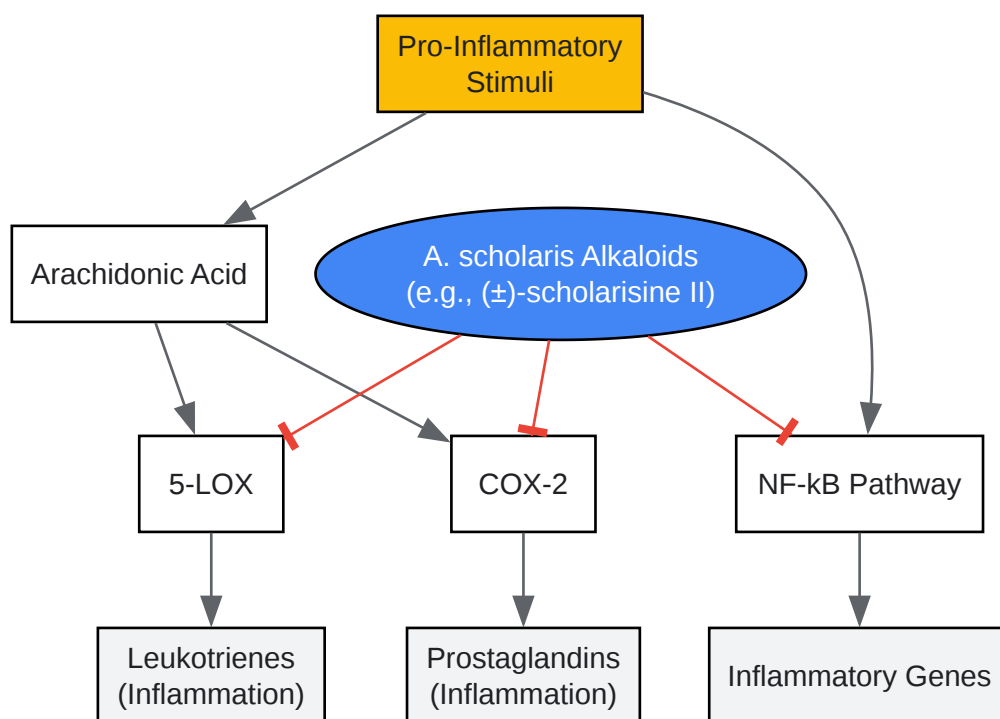 Pro-Inflammatory
Stimuli
Arachidonic Acid
A. scholaris Alkaloids
(e.g., (±)-scholarisine II)
5-LOX
COX-2
NF-kB Pathway
Leukotrienes
(Inflammation)
Prostaglandins
(Inflammation)
Inflammatory Genes